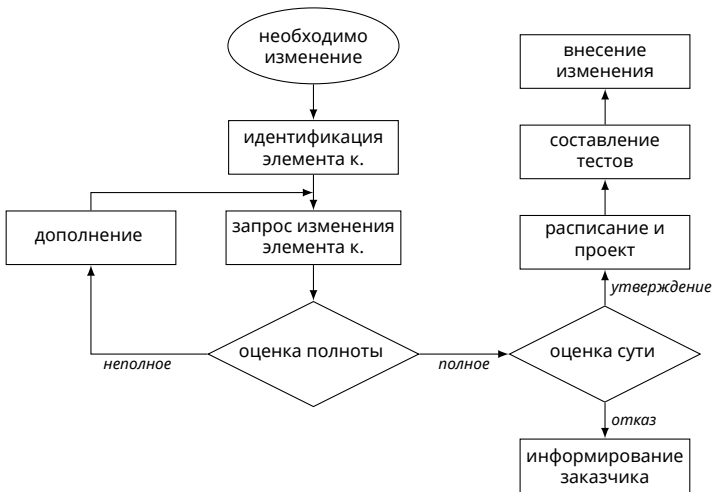 необходимо
изменение
идентификация
элемента к.
запрос изменения
элемента к.
дополнение
оценка полноты
неполное
полное
оценка сути
утверждение
расписание и
проект
составление
тестов
внесение
изменения
отказ
информирование
заказчика